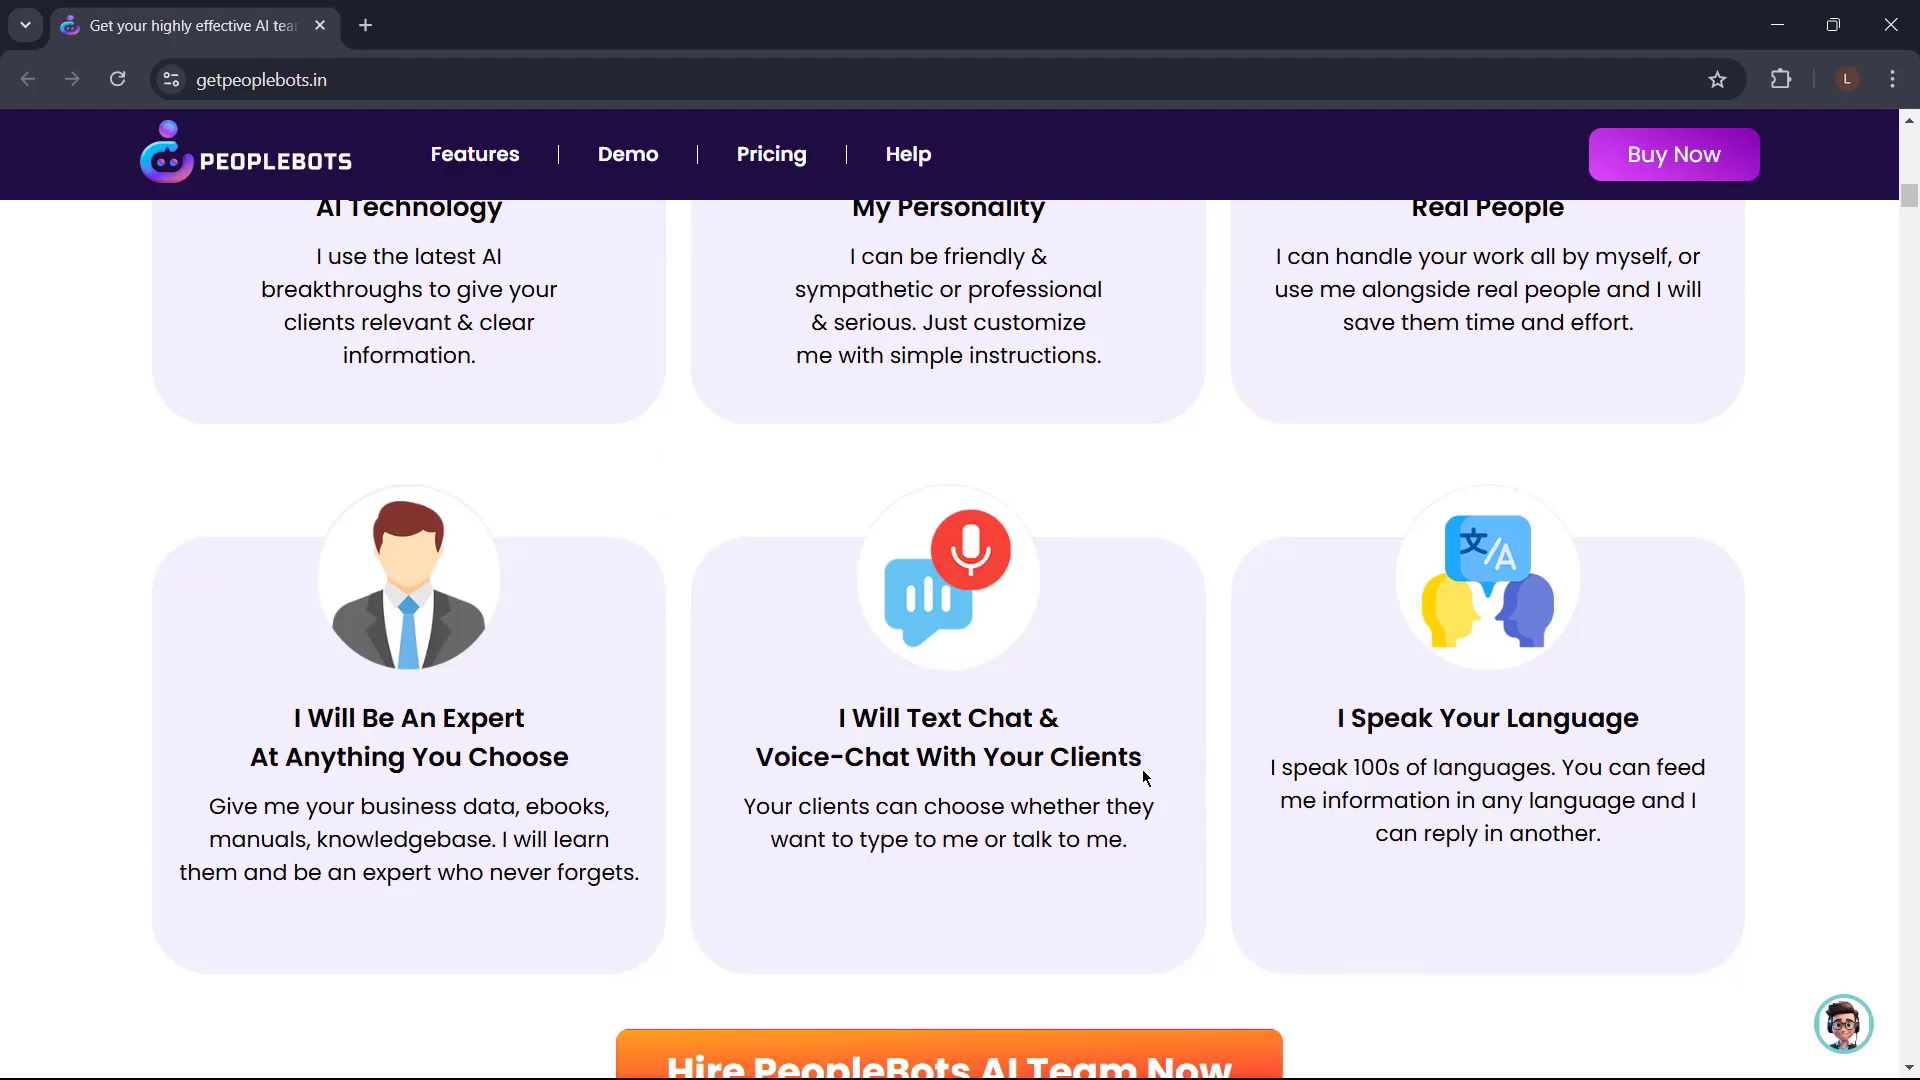 Get your highly effective AI tea
getpeoplebots.in
L
PEOPLEBOTS
Features
Demo
Pricing
Help
Buy Now
AI Technology
I use the latest AI
breakthroughs to give your
clients relevant & clear
information.
My Personality
I can be friendly &
sympathetic or professional
& serious. Just customize
me with simple instructions.
Real People
I can handle your work all by myself, or
use me alongside real people and I will
save them time and effort.
I Will Be An Expert
At Anything You Choose
Give me your business data, ebooks,
manuals, knowledgebase. I will learn
them and be an expert who never forgets.
I Will Text Chat &
Voice-Chat With Your Clients
Your clients can choose whether they
want to type to me or talk to me.
文/A
I Speak Your Language
I speak 100s of languages. You can feed
me information in any language and I
can reply in another.
Hire PeopleBots AI Team Now